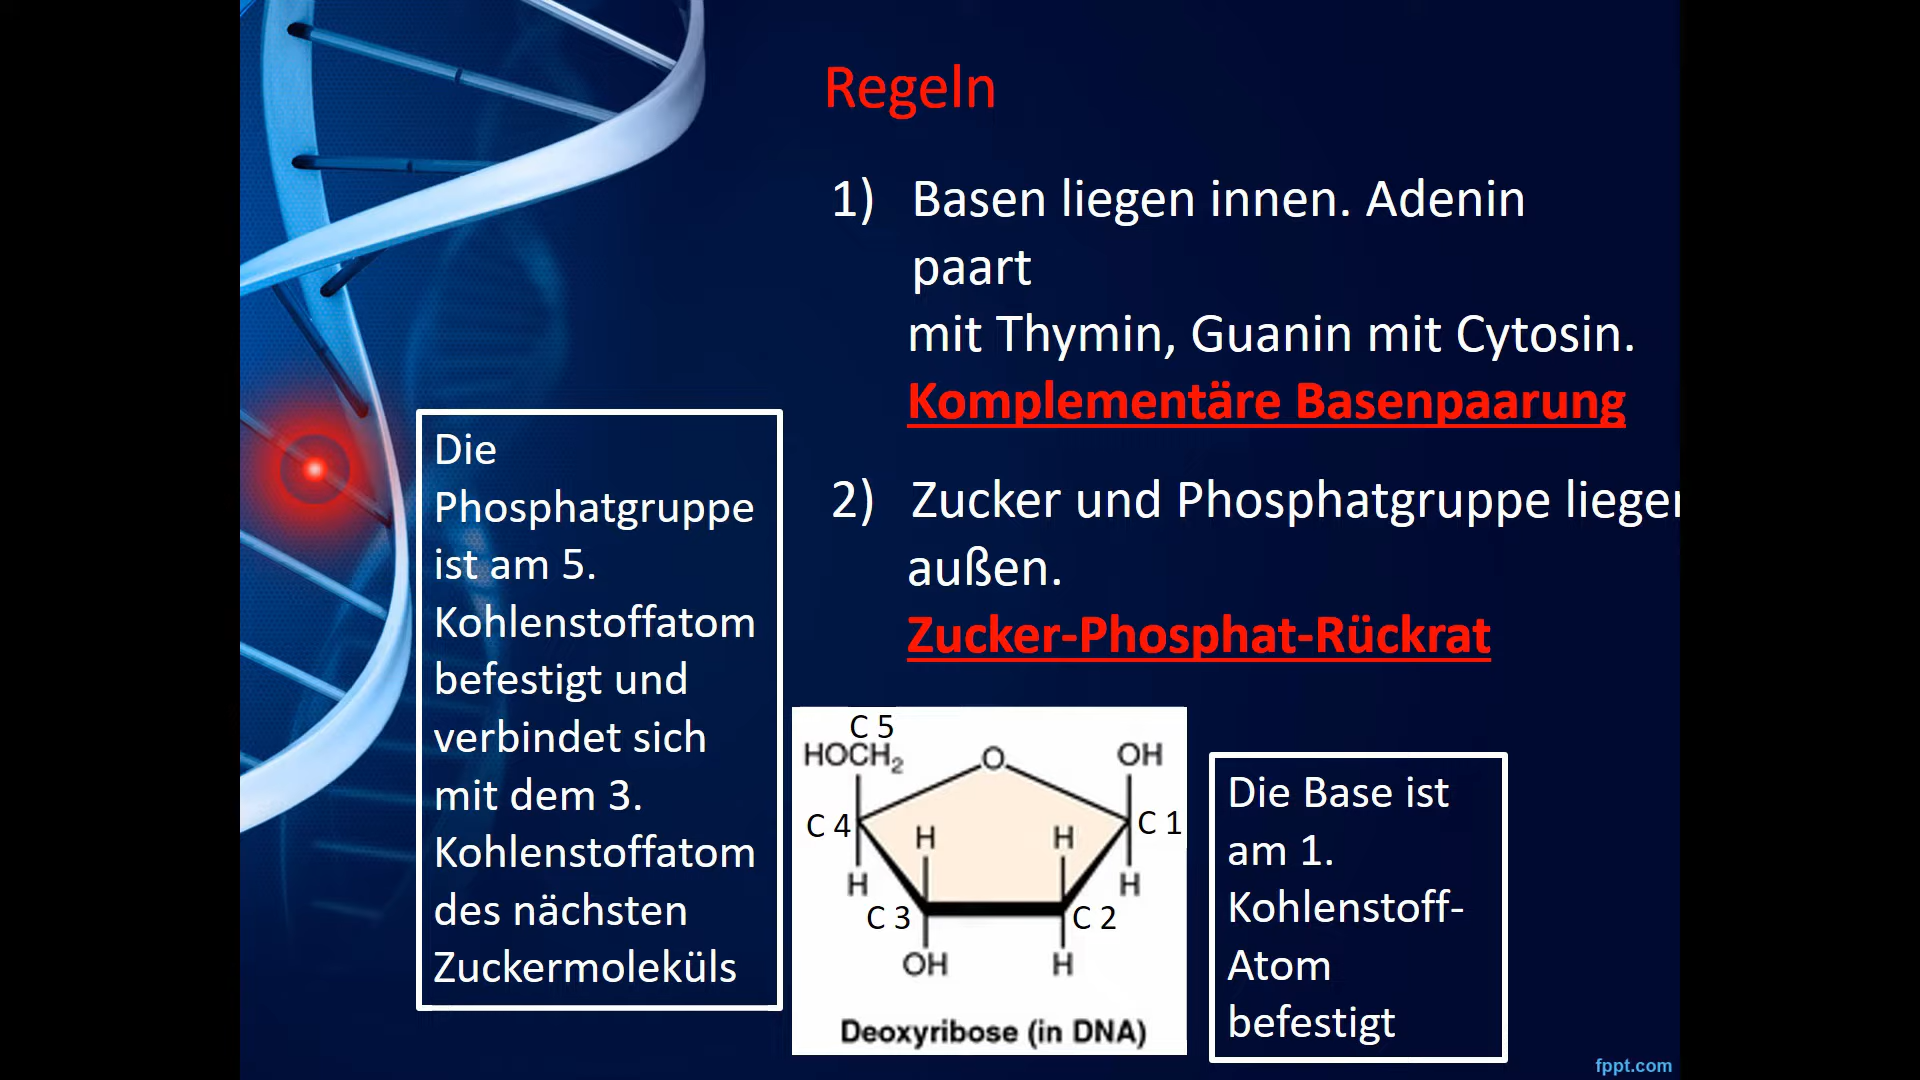 Regeln
1) Basen liegen innen. Adenin
paart
mit Thymin, Guanin mit Cytosin.
Komplementäre Basenpaarung
2) Zucker und Phosphatgruppe liegen
außen.
Zucker-Phosphat-Rückrat
Die
Phosphatgruppe
ist am 5.
Kohlenstoffatom
befestigt und
verbindet sich
mit dem 3.
Kohlenstoffatom
des nächsten
Zuckermoleküls
C 5
HOCH₂ O OH
C 4 H H C 1
H H
C 3 C 2
OH H
Deoxyribose (in DNA)
Die Base ist
am 1.
Kohlenstoff-
Atom
befestigt
fppt.com